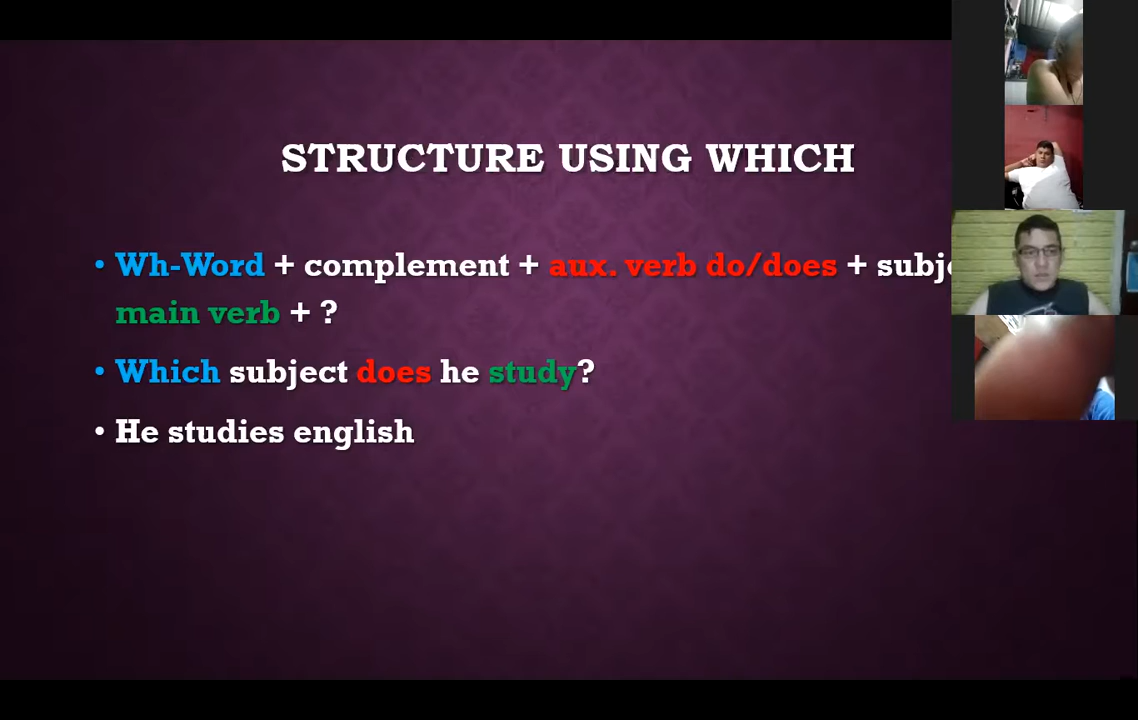 STRUCTURE USING WHICH
• Wh-Word + complement + aux. verb do/does + 
main verb + ?
• Which subject does he study?
• He studies english